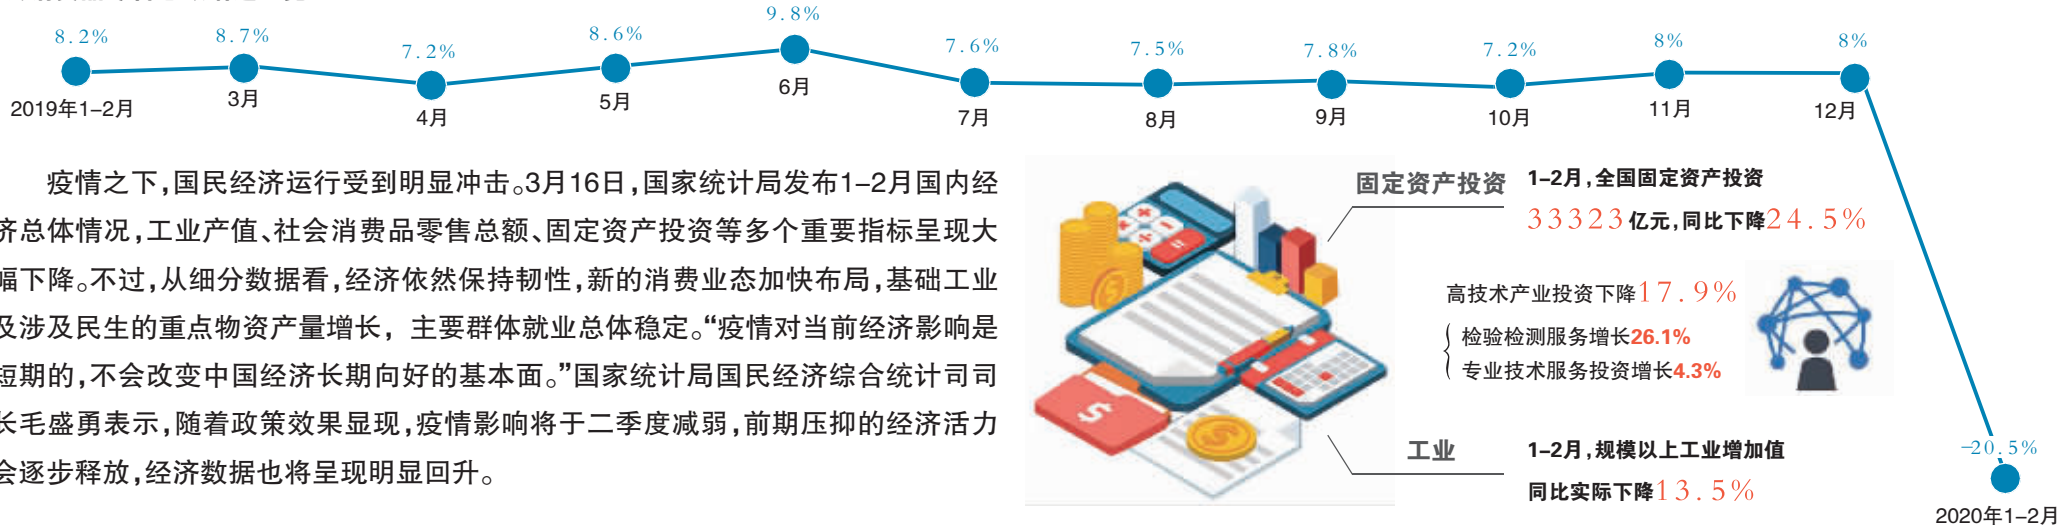 8.2%
8.7%
7.2%
8.6%
9.8%
7.6%
7.5%
7.8%
7.2%
8%
8%
2019年1–2月
3月
4月
5月
6月
7月
8月
9月
10月
11月
12月
疫情之下,国民经济运行受到明显冲击。3月16日,国家统计局发布1–2月国内经
济总体情况,工业产值、社会消费品零售总额、固定资产投资等多个重要指标呈现大
幅下降。不过,从细分数据看,经济依然保持韧性,新的消费业态加快布局,基础工业
及涉及民生的重点物资产量增长，主要群体就业总体稳定。“疫情对当前经济影响是
短期的,不会改变中国经济长期向好的基本面。”国家统计局国民经济综合统计司司
长毛盛勇表示,随着政策效果显现,疫情影响将于二季度减弱,前期压抑的经济活力
会逐步释放,经济数据也将呈现明显回升。
固定资产投资
1–2月,全国固定资产投资
33323亿元,同比下降24.5%
高技术产业投资下降17.9%
检验检测服务增长26.1%
专业技术服务投资增长4.3%
工业
1–2月,规模以上工业增加值
同比实际下降13.5%
–20.5%
2020年1–2月